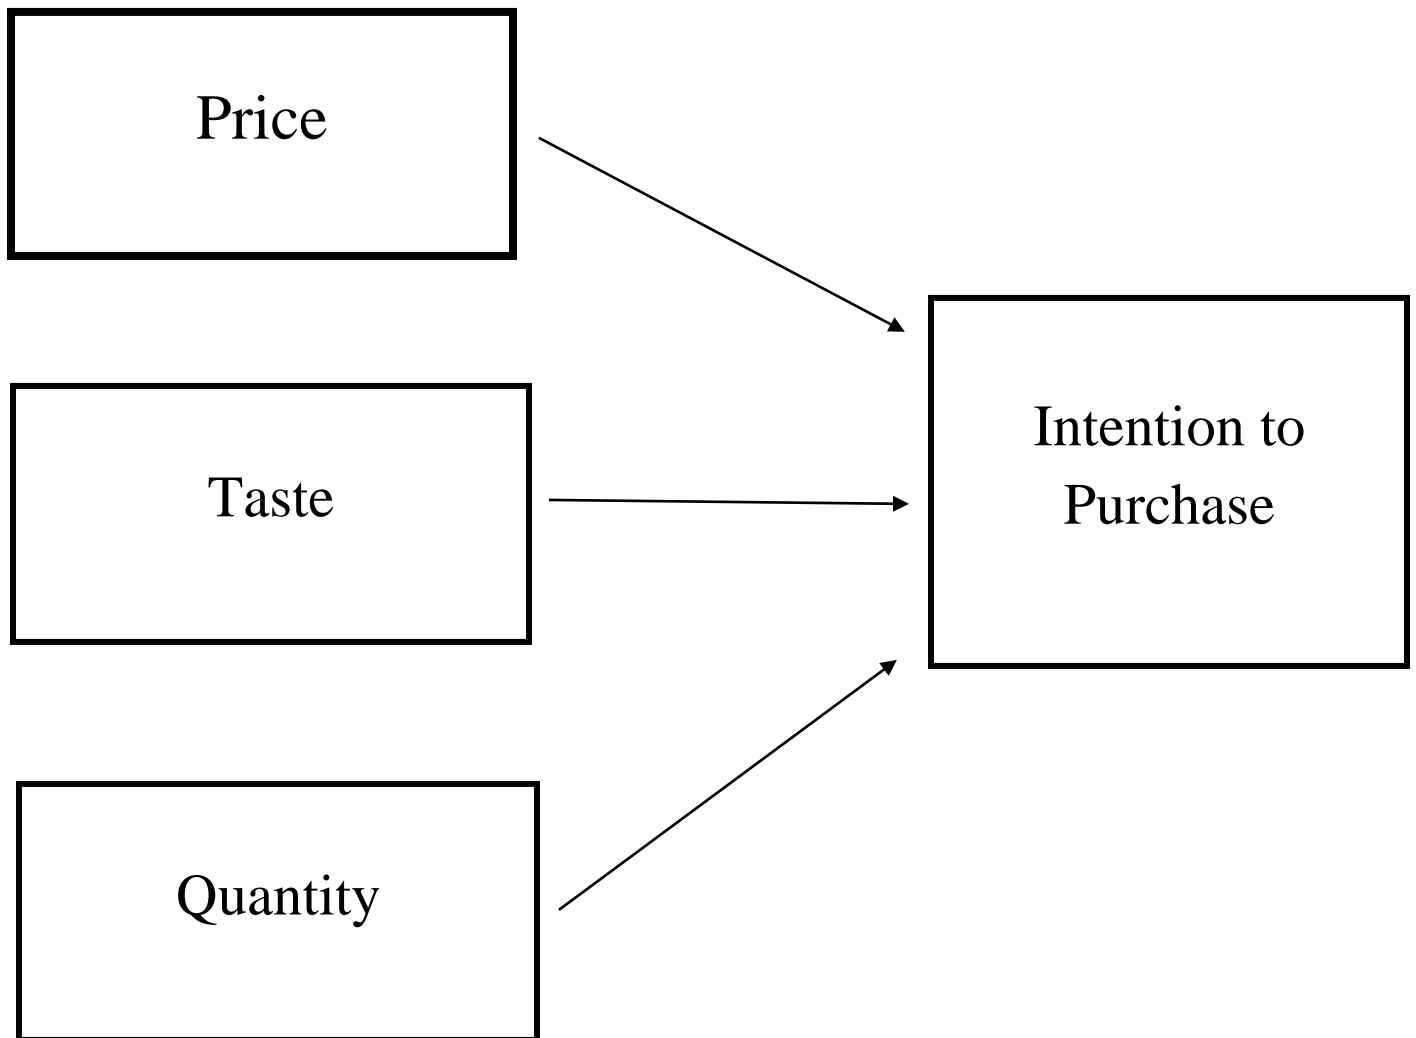 Price
Taste
Quantity
Intention to
Purchase